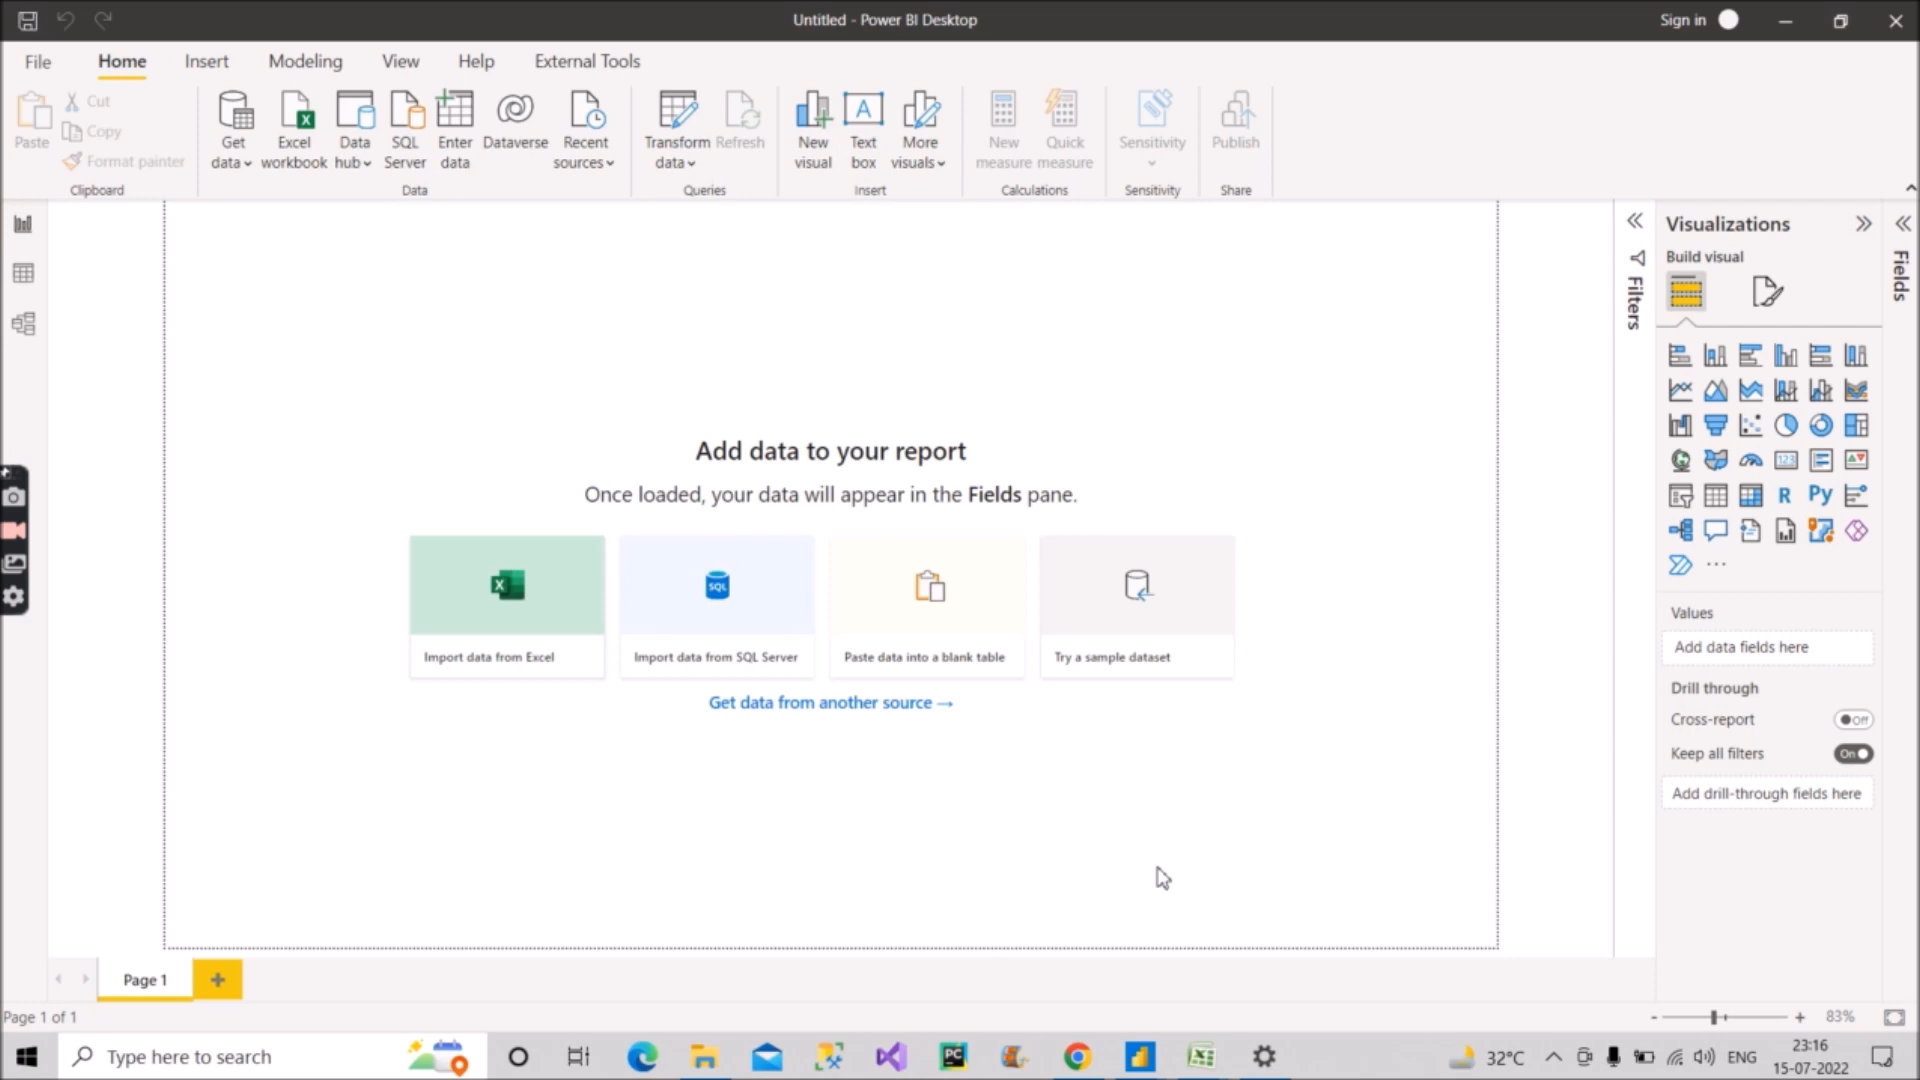 Untitled - Power BI Desktop
Sign in
File Home Insert Modeling View Help External Tools
Paste
Cut
Copy
Format painter
Clipboard
Get data
Excel workbook
Data hub
SQL Server
Enter data
Dataverse
Recent sources
Data
Transform data
Refresh
Queries
New visual
Text box
More visuals
Insert
New measure
Quick measure
Calculations
Sensitivity
Sensitivity
Publish
Share
Add data to your report
Once loaded, your data will appear in the Fields pane.
SQL
Import data from Excel
Import data from SQL Server
Paste data into a blank table
Try a sample dataset
Get data from another source →
Filters
Visualizations
Build visual
123
R
Py
Values
Add data fields here
Drill through
Cross-report
Off
Keep all filters
On
Add drill-through fields here
Fields
Page 1
Page 1 of 1
83%
Type here to search
PC
32°C
ENG
23:16
15-07-2022